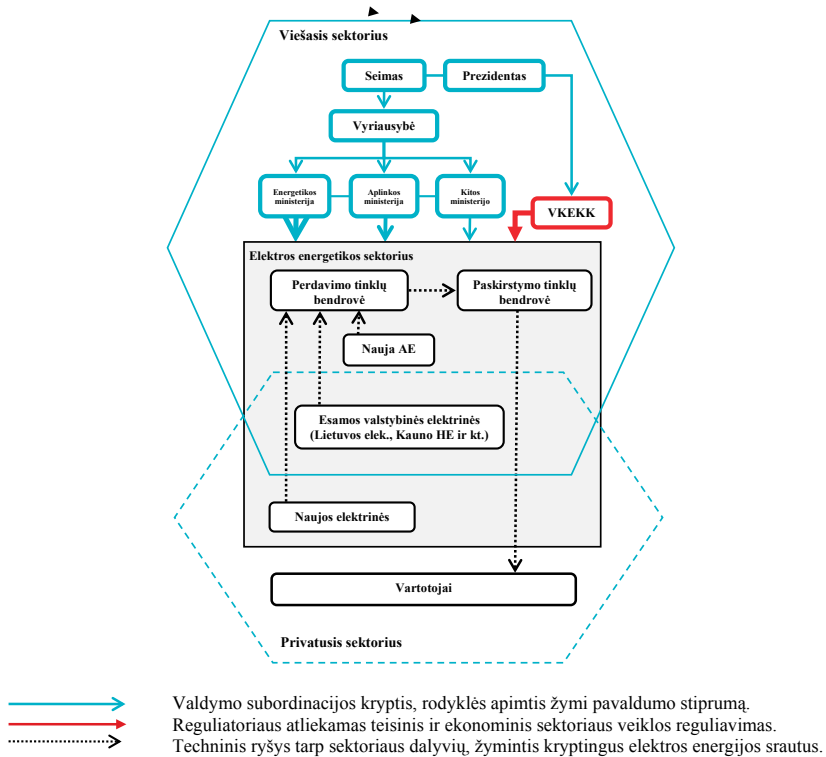 Viešasis sektorius
Seimas
Prezidentas
Vyriausybė
Energetikos
ministerija
Aplinkos
ministerija
Kitos
ministerijo
VKEKK
Elektros energetikos sektorius
Perdavimo tinklų
bendrovė
Paskirstymo tinklų
bendrovė
Nauja AE
Esamos valstybinės elektrinės
(Lietuvos elek., Kauno HE ir kt.)
Naujos elektrinės
Vartotojai
Privatusis sektorius
Valdymo subordinacijos kryptis, rodyklės apimtis žymi pavaldumo stiprumą.
Reguliatoriaus atliekamas teisinis ir ekonominis sektoriaus veiklos reguliavimas.
Techninis ryšys tarp sektoriaus dalyvių, žymintis kryptingus elektros energijos srautus.